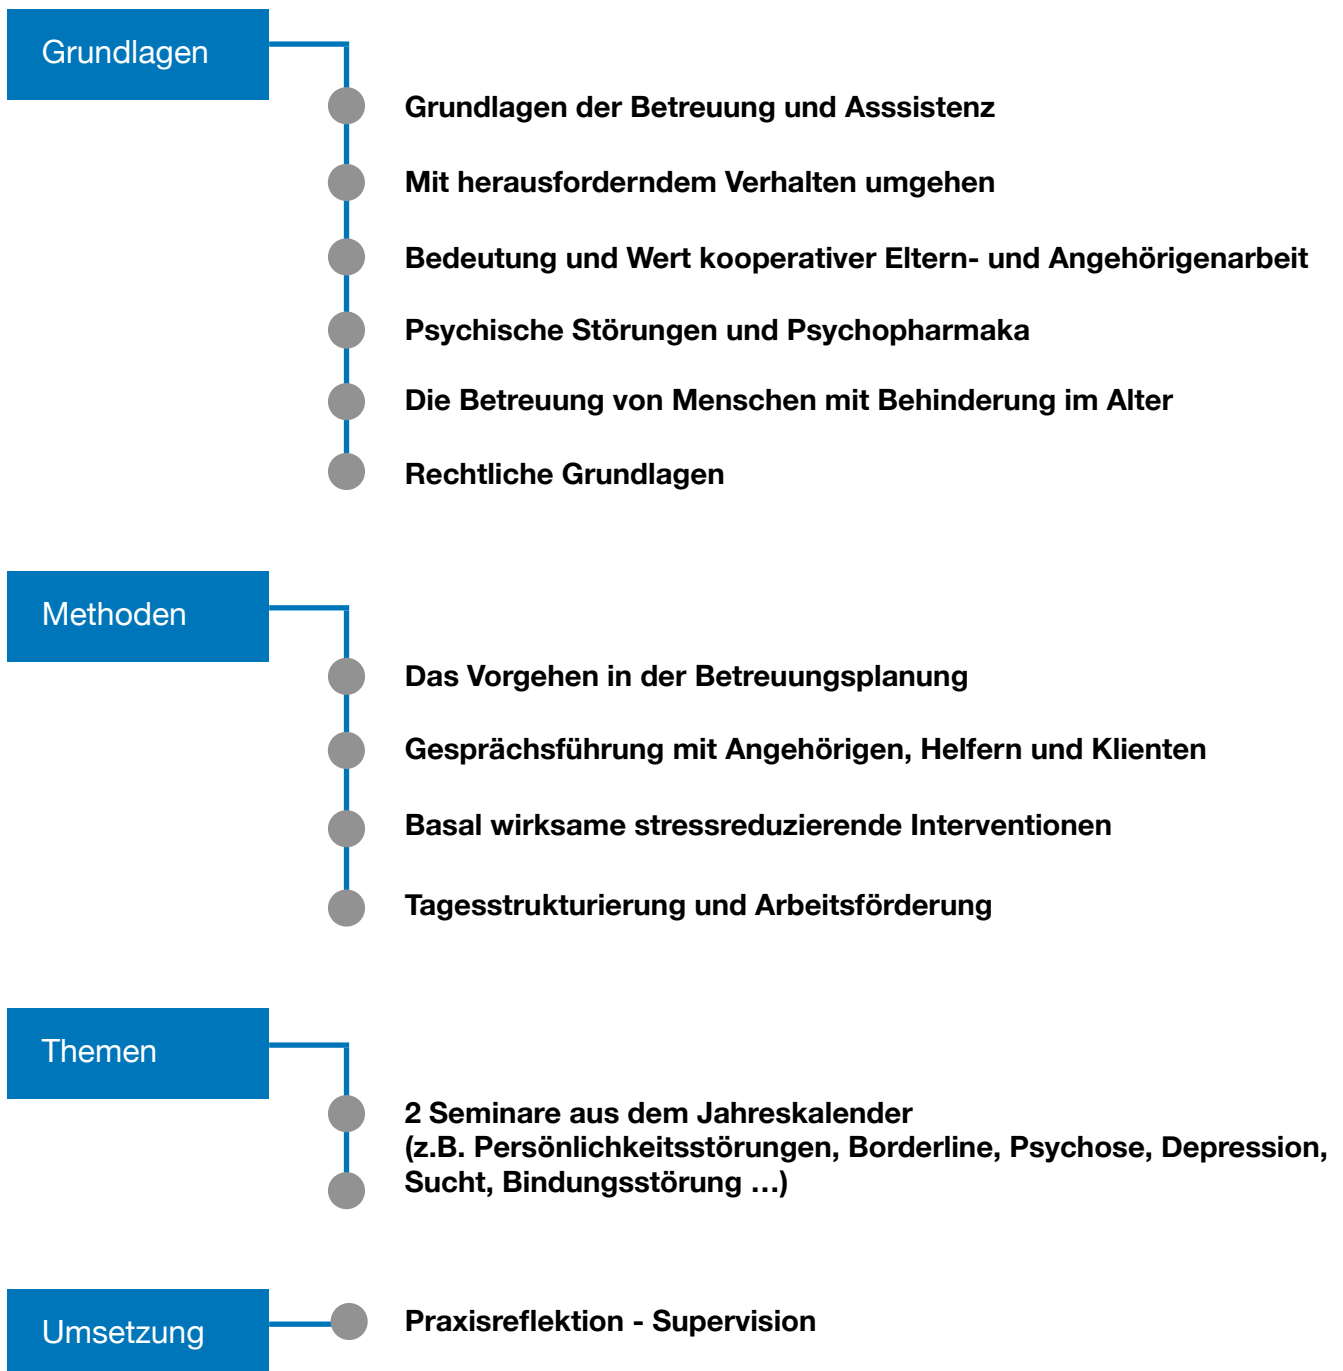 Grundlagen
Grundlagen der Betreuung und Asssistenz
Mit herausforderndem Verhalten umgehen
Bedeutung und Wert kooperativer Eltern- und Angehörigenarbeit
Psychische Störungen und Psychopharmaka
Die Betreuung von Menschen mit Behinderung im Alter
Rechtliche Grundlagen
Methoden
Das Vorgehen in der Betreuungsplanung
Gesprächsführung mit Angehörigen, Helfern und Klienten
Basal wirksame stressreduzierende Interventionen
Tagesstrukturierung und Arbeitsförderung
Themen
2 Seminare aus dem Jahreskalender
(z.B. Persönlichkeitsstörungen, Borderline, Psychose, Depression,
Sucht, Bindungsstörung …)
Umsetzung
Praxisreflektion - Supervision